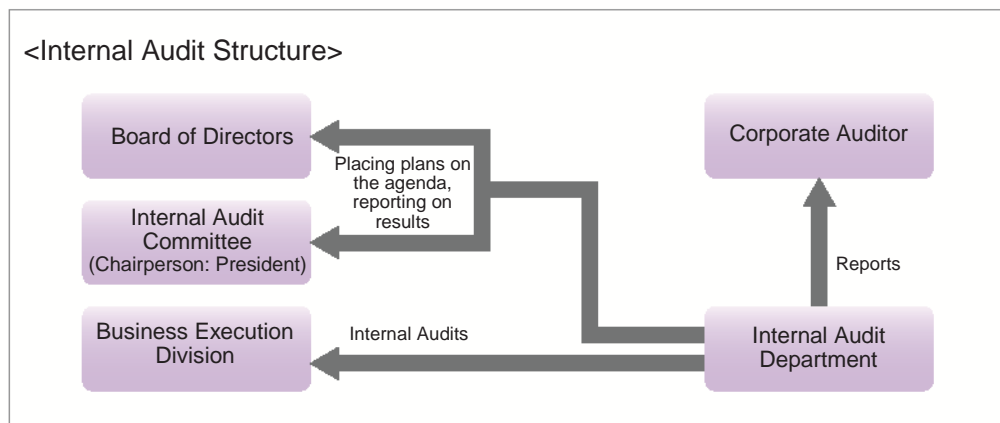 <Internal Audit Structure>
Board of Directors
Placing plans on
the agenda,
reporting on
results
Internal Audit
Committee
(Chairperson: President)
Business Execution
Division
Internal Audits
Corporate Auditor
Reports
Internal Audit
Department